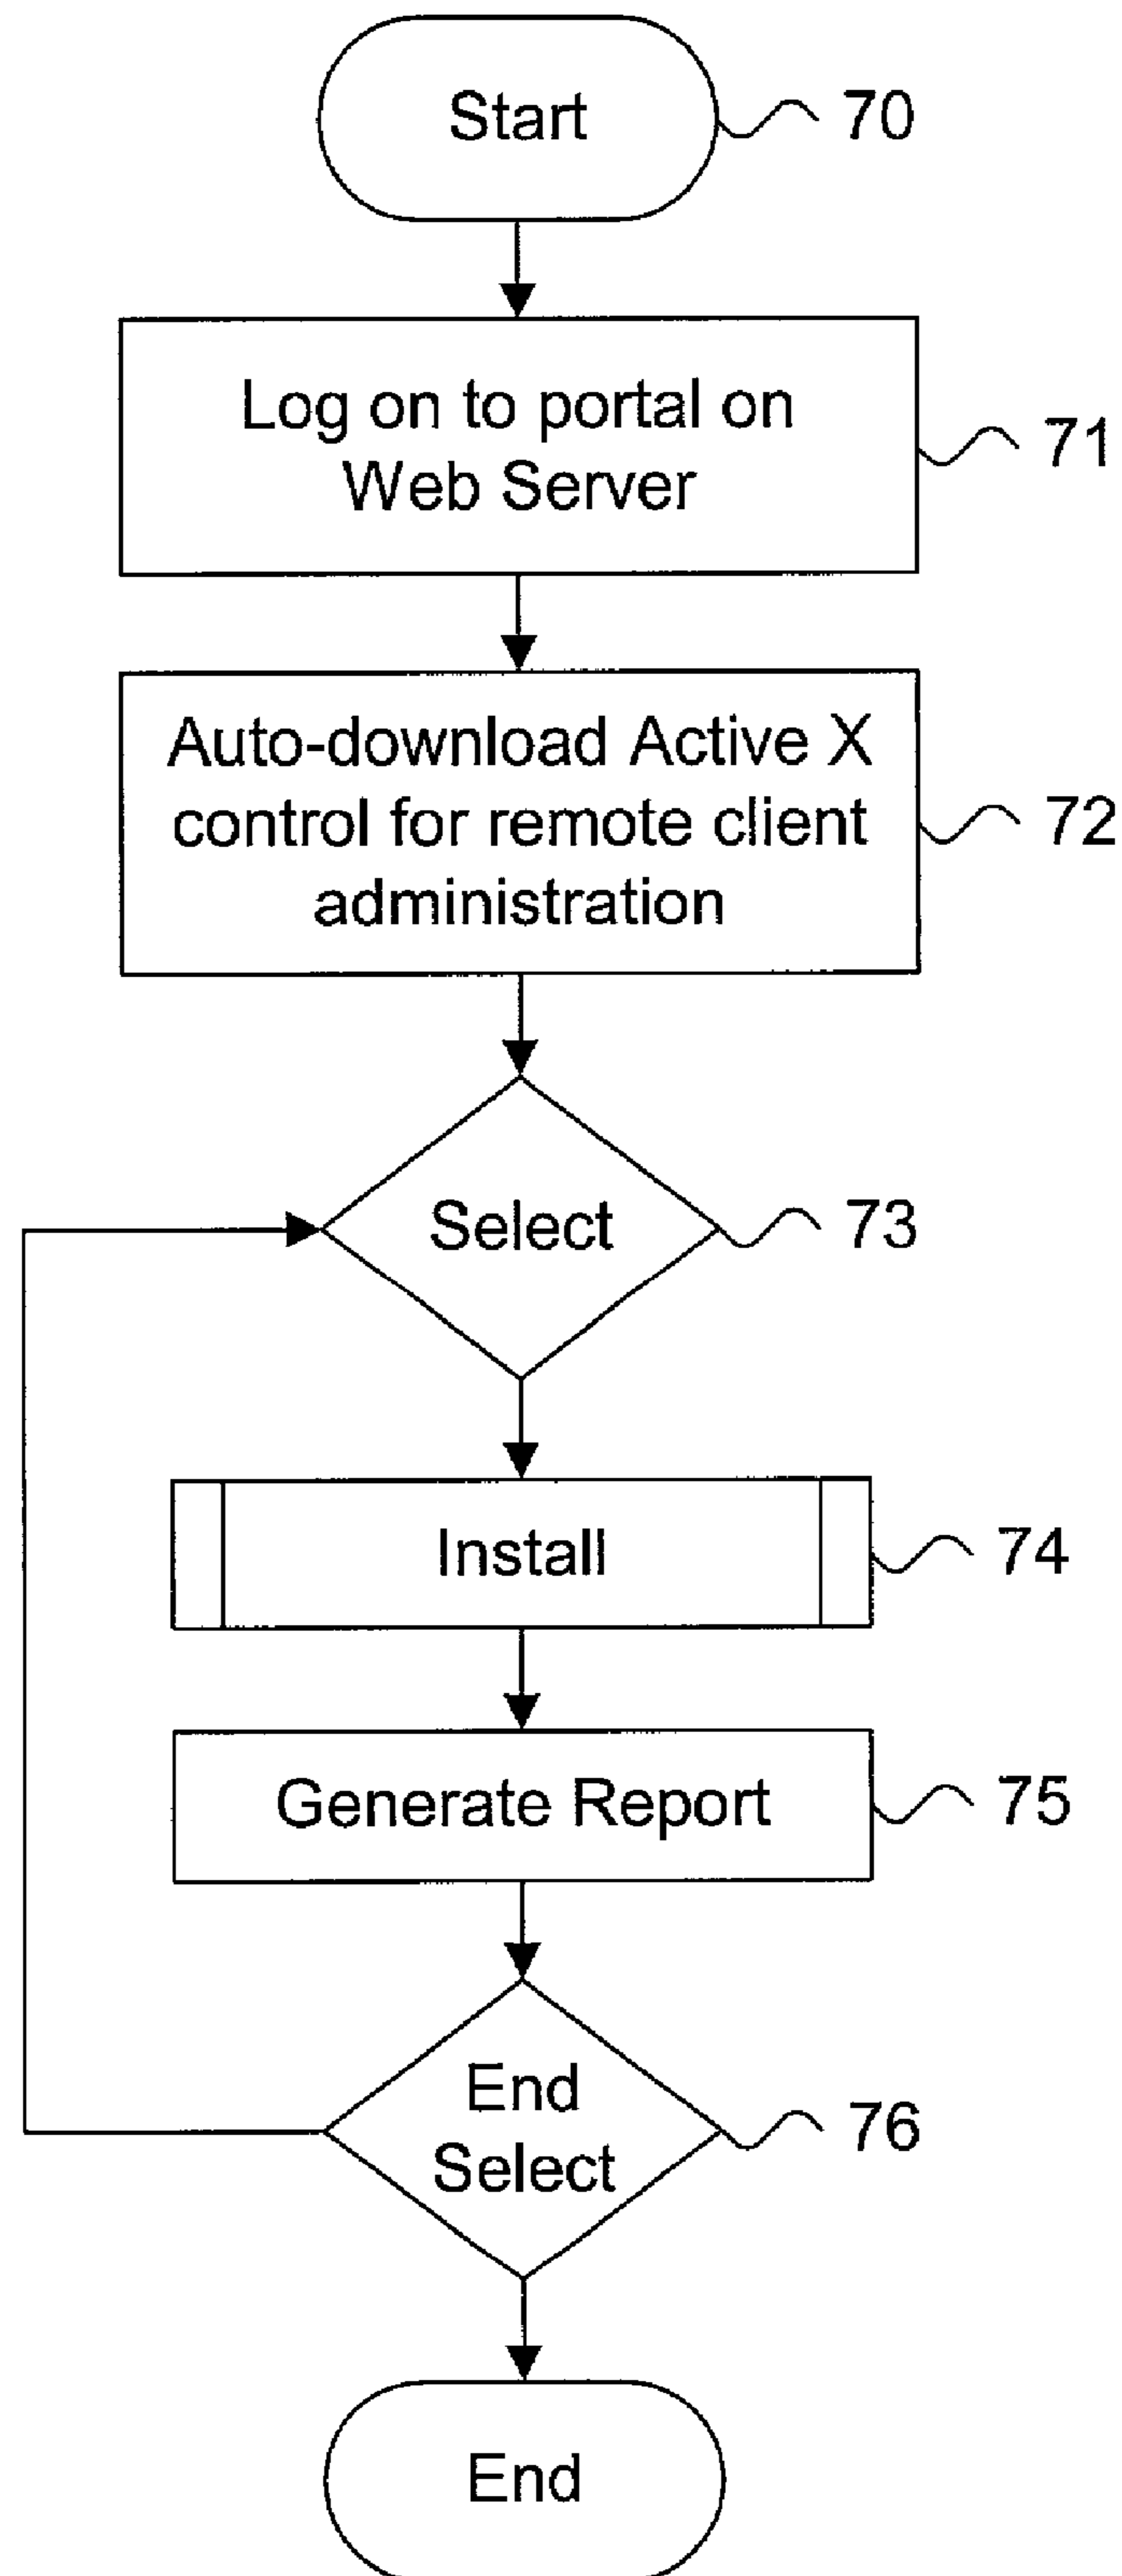 Start
70
Log on to portal on
Web Server
71
Auto-download Active X
control for remote client
administration
72
Select
73
Install
74
Generate Report
75
End
Select
76
End